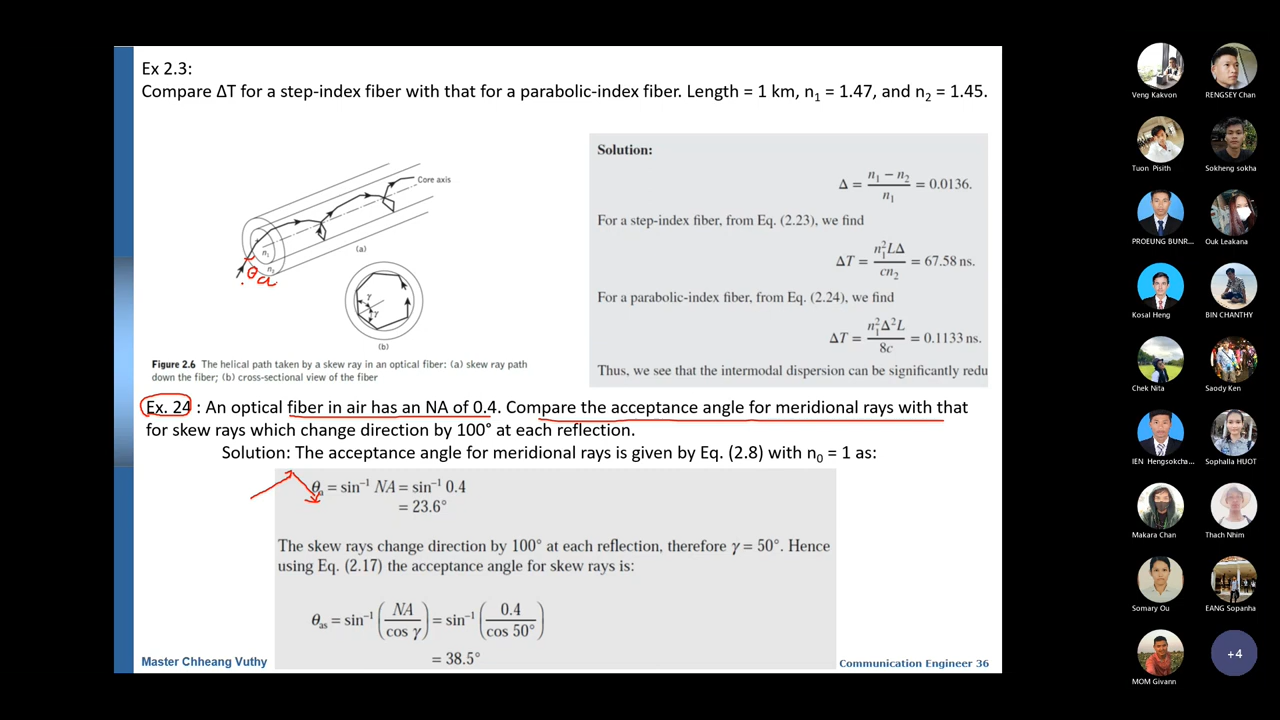 Ex 2.3:
Compare ΔT for a step-index fiber with that for a parabolic-index fiber. Length = 1 km, n₁ = 1.47, and n₂ = 1.45.
Core axis
n₁
n₂
θa
(a)
γ
γ
(b)
Figure 2.6 The helical path taken by a skew ray in an optical fiber: (a) skew ray path
down the fiber; (b) cross-sectional view of the fiber
Solution:
Δ = (n₁ − n₂)/n₁ = 0.0136.
For a step-index fiber, from Eq. (2.23), we find
ΔT = n₁²LΔ/cn₂ = 67.58 ns.
For a parabolic-index fiber, from Eq. (2.24), we find
ΔT = n₁²Δ²L/8c = 0.1133 ns.
Thus, we see that the intermodal dispersion can be significantly redu
Ex. 24 : An optical fiber in air has an NA of 0.4. Compare the acceptance angle for meridional rays with that
for skew rays which change direction by 100° at each reflection.
Solution: The acceptance angle for meridional rays is given by Eq. (2.8) with n₀ = 1 as:
θₐ = sin⁻¹ NA = sin⁻¹ 0.4
= 23.6°
The skew rays change direction by 100° at each reflection, therefore γ = 50°. Hence
using Eq. (2.17) the acceptance angle for skew rays is:
θₐₛ = sin⁻¹ (NA/cos γ) = sin⁻¹ (0.4/cos 50°)
= 38.5°
Master Chheang Vuthy
Communication Engineer 36
Veng Kakvon
RENGSEY Chan
Tuon Pisith
Sokheng sokha
PROEUNG BUNR...
Ouk Leakana
Kosal Heng
BIN CHANTHY
Chek Nita
Saody Ken
IEN Hengsokcha...
Sophalla HUOT
Makara Chan
Thach Nhim
Somary Ou
EANG Sopanha
MOM Givann
+4